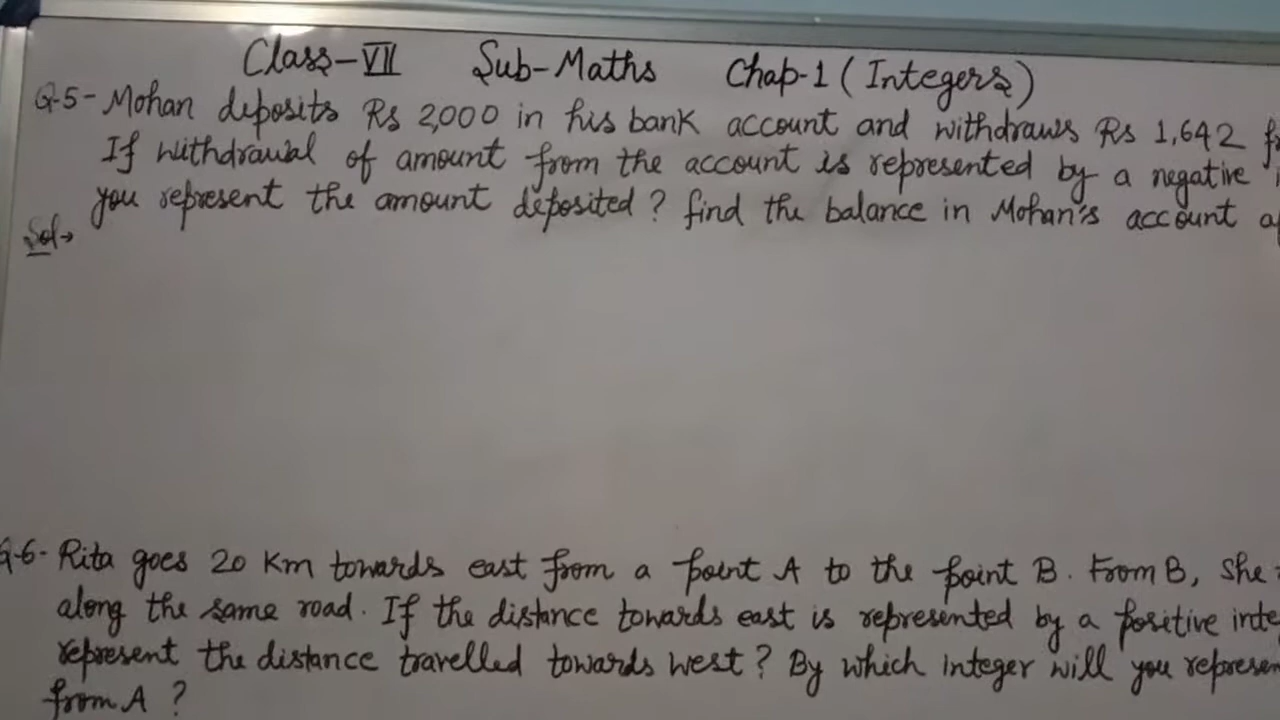 Class-VII Sub-Maths Chap-1 (Integers)
Q-5- Mohan deposits Rs 2,000 in his bank account and withdraws Rs 1,642
If withdrawal of amount from the account is represented by a negative
you represent the amount deposited? find the balance in Mohan's account
Sol→
Q-6- Rita goes 20 Km towards east from a point A to the point B. From B, she
along the same road. If the distance towards east is represented by a positive inte
represent the distance travelled towards west? By which integer will you represen
from A ?